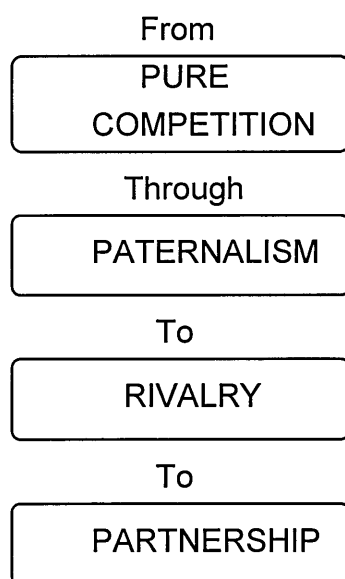 From
PURE
COMPETITION
Through
PATERNALISM
To
RIVALRY
To
PARTNERSHIP